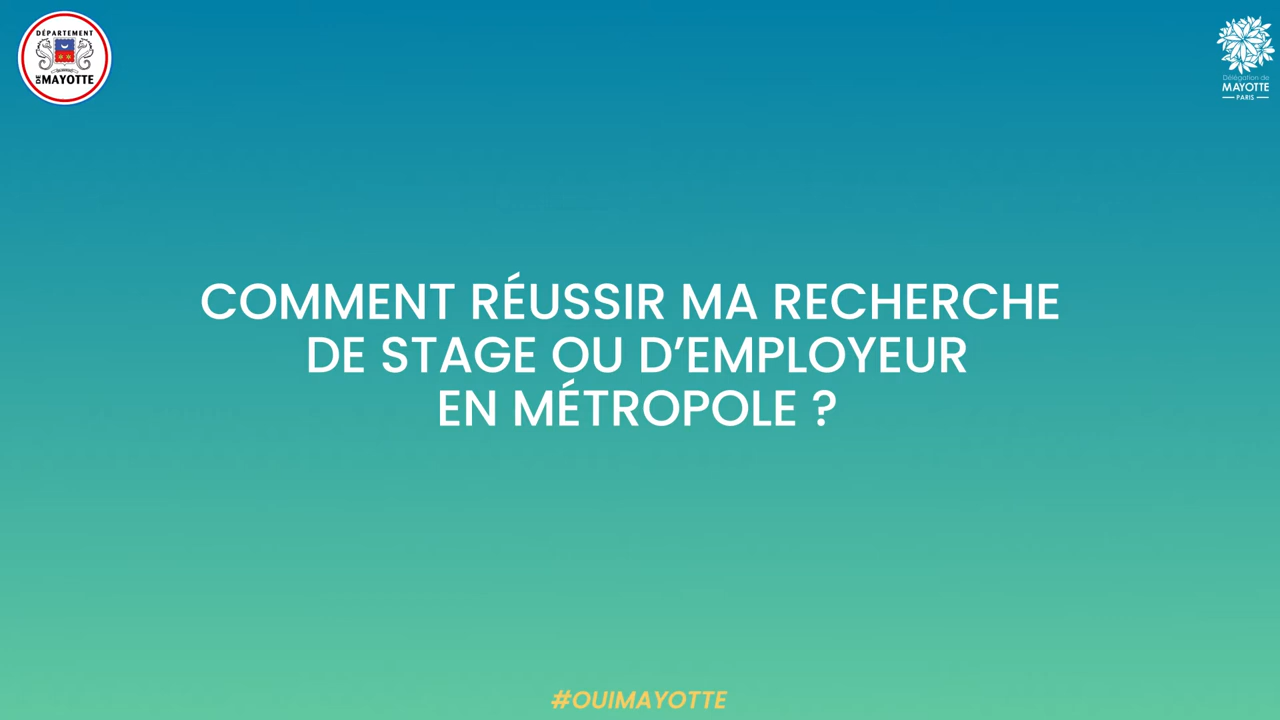 DÉPARTEMENT
DE MAYOTTE
Délégation de
MAYOTTE
PARIS
COMMENT RÉUSSIR MA RECHERCHE
DE STAGE OU D’EMPLOYEUR
EN MÉTROPOLE ?
#OUIMAYOTTE